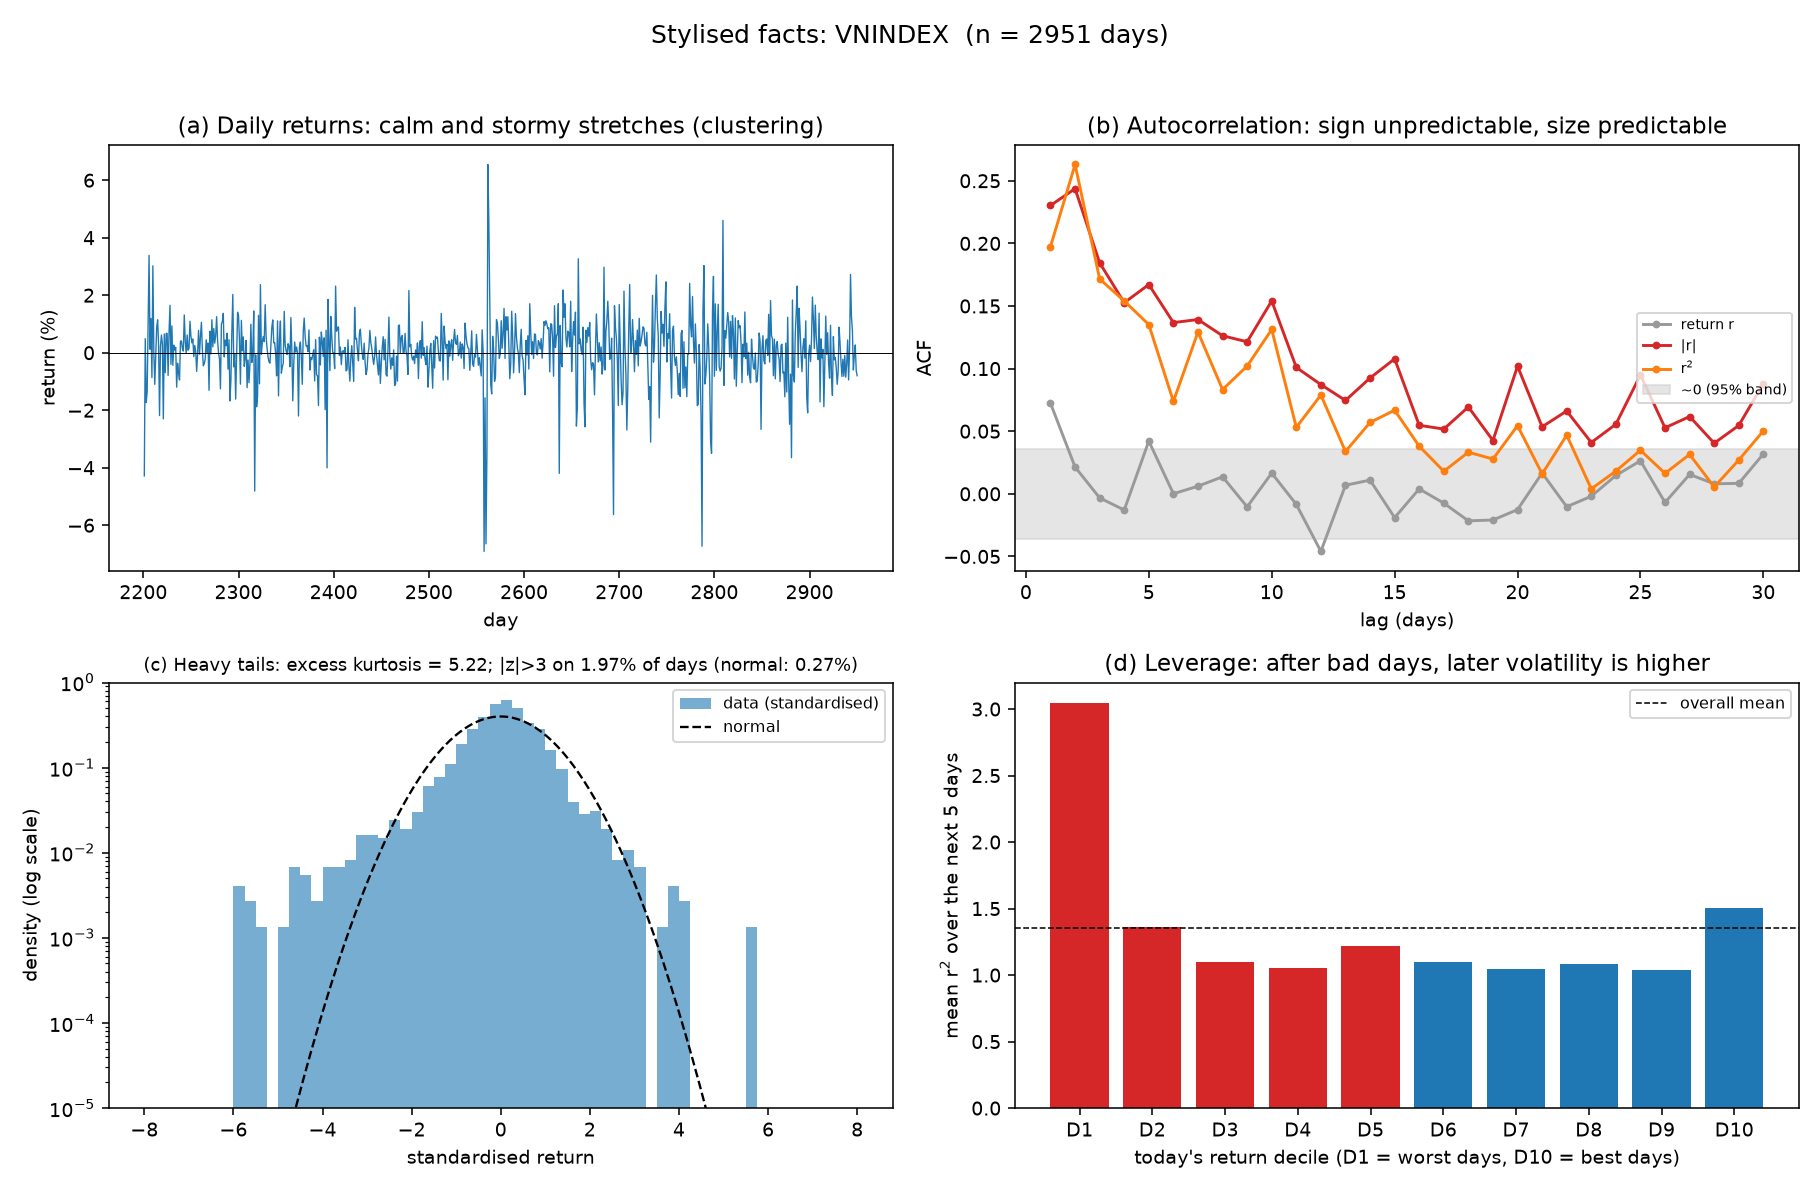 Stylised facts: VNINDEX  (n = 2951 days)
(a) Daily returns: calm and stormy stretches (clustering)
return (%)
6
4
2
0
−2
−4
−6
2200 2300 2400 2500 2600 2700 2800 2900
day
(b) Autocorrelation: sign unpredictable, size predictable
ACF
0.25
0.20
0.15
0.10
0.05
0.00
−0.05
return r
|r|
r²
~0 (95% band)
0 5 10 15 20 25 30
lag (days)
(c) Heavy tails: excess kurtosis = 5.22; |z|>3 on 1.97% of days (normal: 0.27%)
density (log scale)
10⁰
10⁻¹
10⁻²
10⁻³
10⁻⁴
10⁻⁵
data (standardised)
normal
−8 −6 −4 −2 0 2 4 6 8
standardised return
(d) Leverage: after bad days, later volatility is higher
mean r² over the next 5 days
3.0
2.5
2.0
1.5
1.0
0.5
0.0
overall mean
D1 D2 D3 D4 D5 D6 D7 D8 D9 D10
today's return decile (D1 = worst days, D10 = best days)